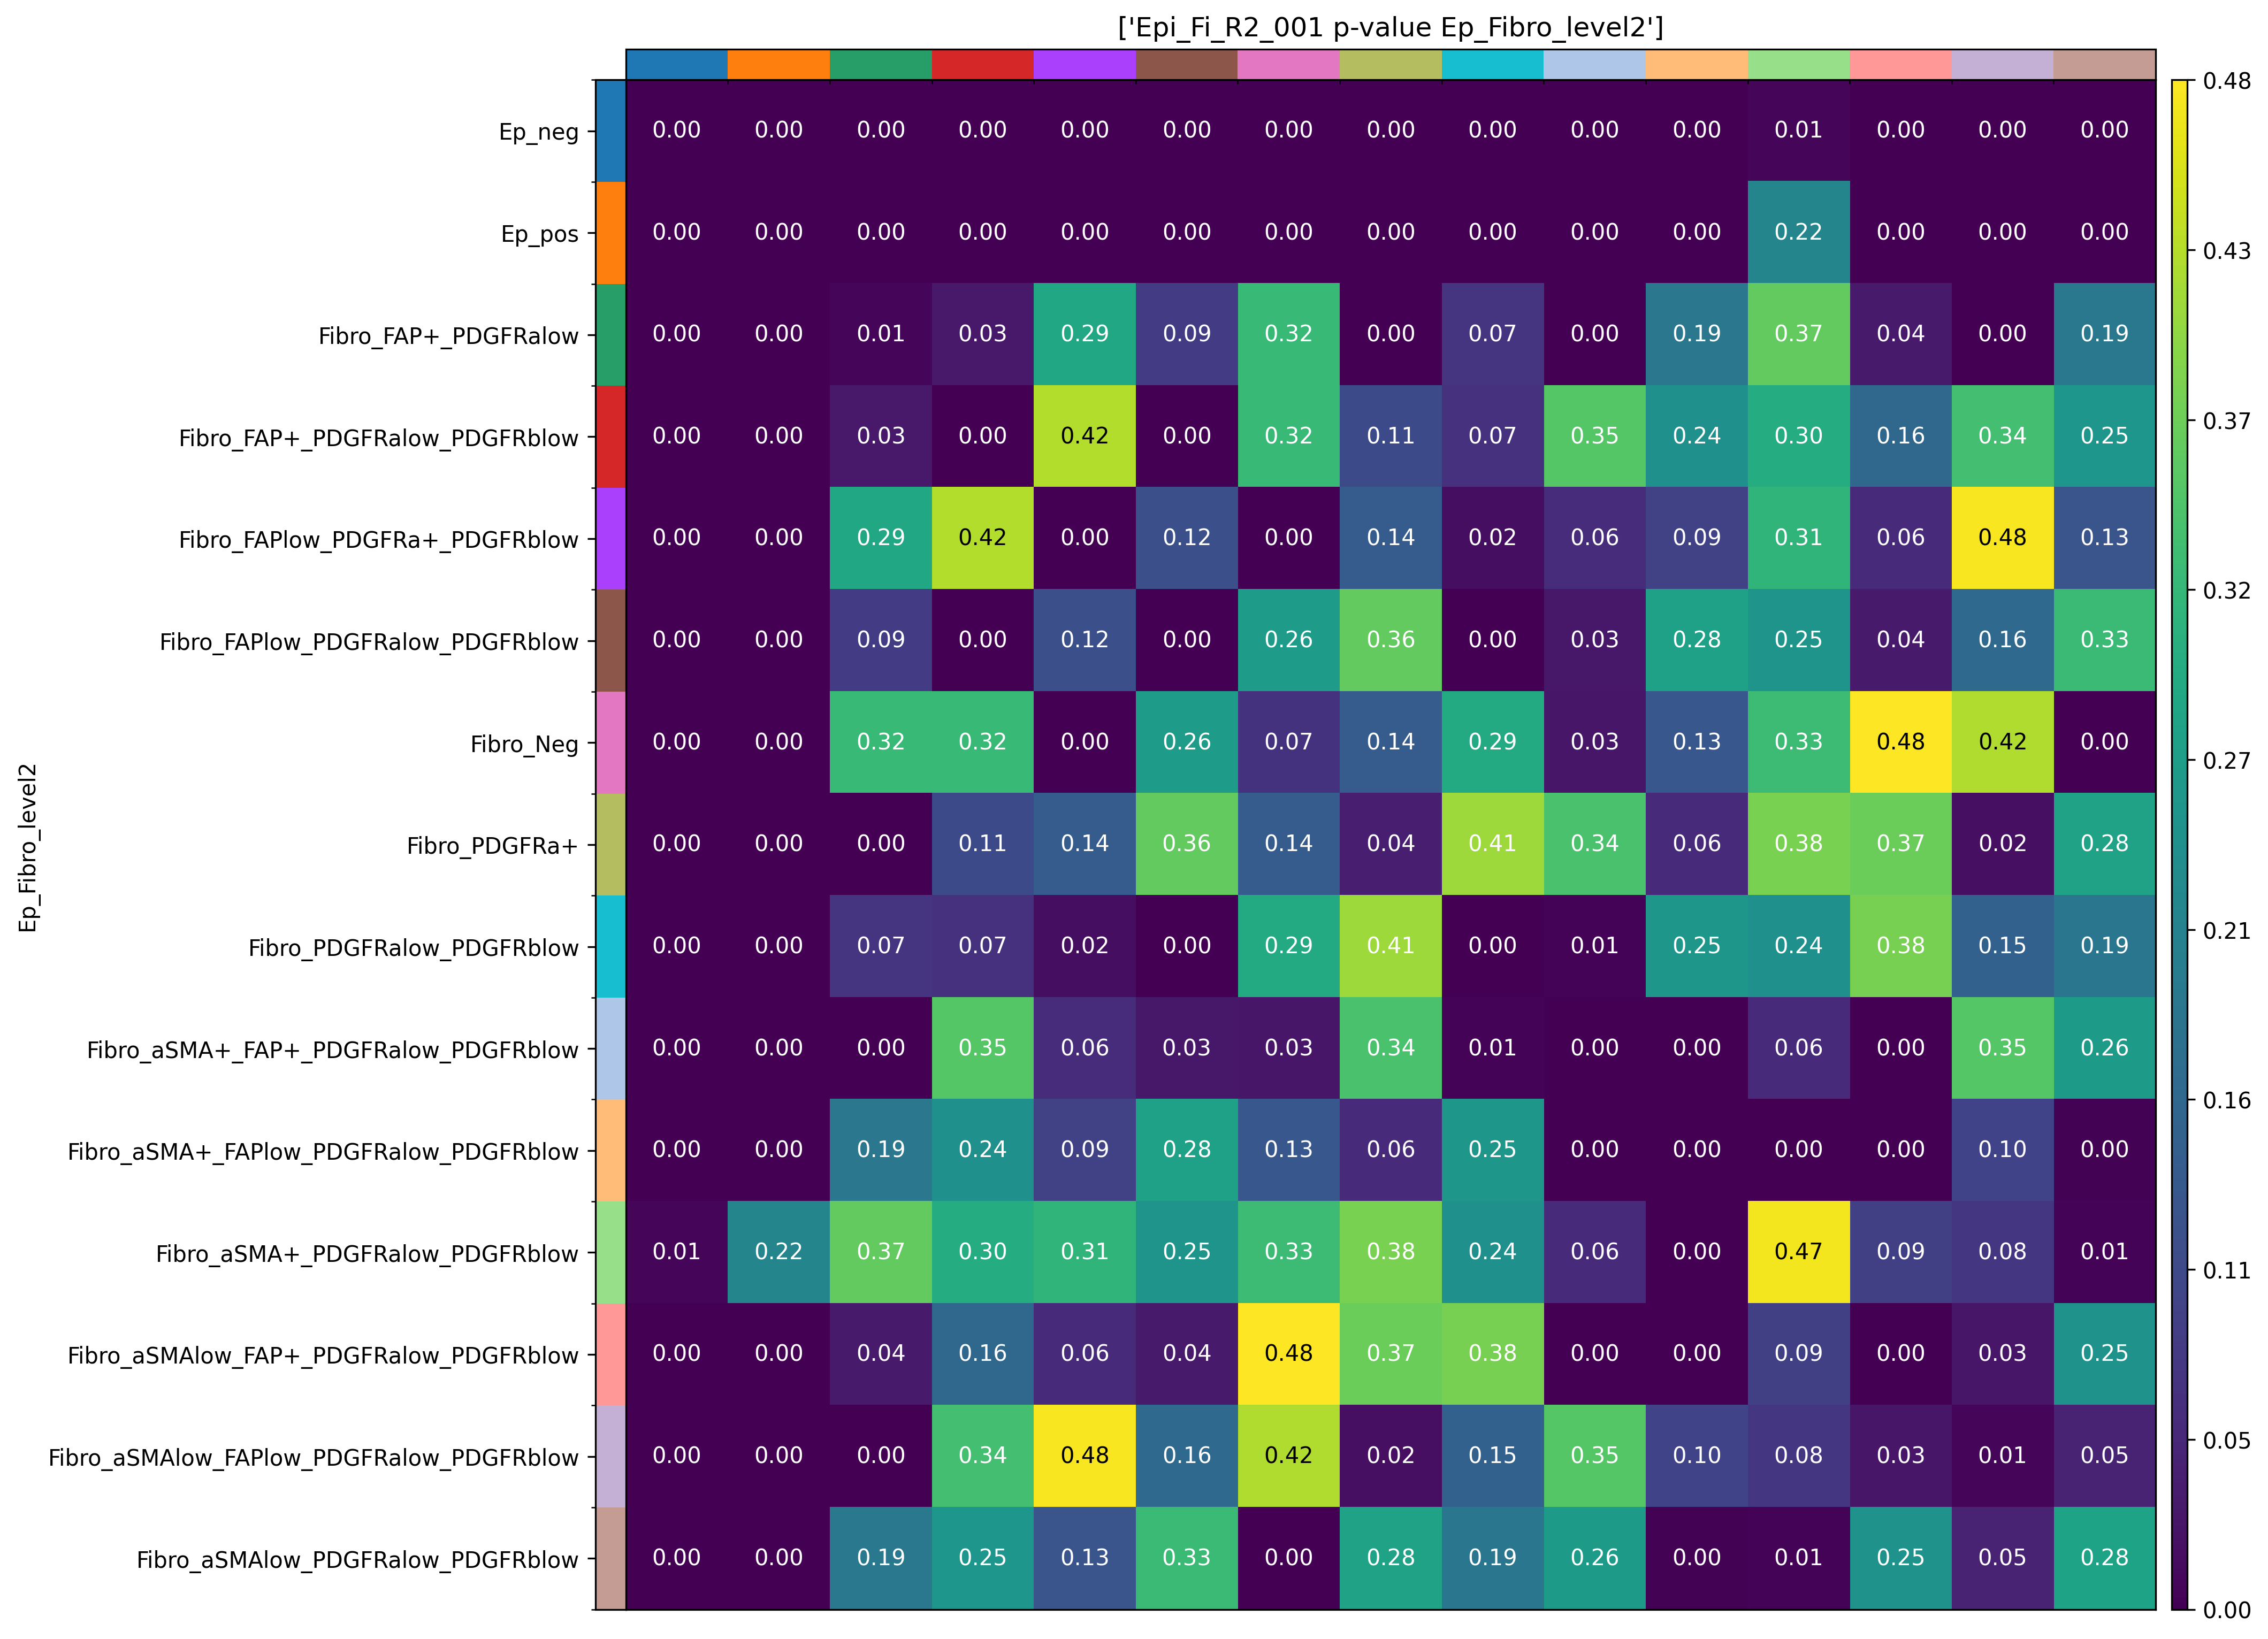 ['Epi_Fi_R2_001 p-value Ep_Fibro_level2']
Ep_neg 0.00 0.00 0.00 0.00 0.00 0.00 0.00 0.00 0.00 0.00 0.00 0.01 0.00 0.00 0.00
Ep_pos 0.00 0.00 0.00 0.00 0.00 0.00 0.00 0.00 0.00 0.00 0.00 0.22 0.00 0.00 0.00
Fibro_FAP+_PDGFRalow 0.00 0.00 0.01 0.03 0.29 0.09 0.32 0.00 0.07 0.00 0.19 0.37 0.04 0.00 0.19
Fibro_FAP+_PDGFRalow_PDGFRblow 0.00 0.00 0.03 0.00 0.42 0.00 0.32 0.11 0.07 0.35 0.24 0.30 0.16 0.34 0.25
Fibro_FAPlow_PDGFRa+_PDGFRblow 0.00 0.00 0.29 0.42 0.00 0.12 0.00 0.14 0.02 0.06 0.09 0.31 0.06 0.48 0.13
Fibro_FAPlow_PDGFRalow_PDGFRblow 0.00 0.00 0.09 0.00 0.12 0.00 0.26 0.36 0.00 0.03 0.28 0.25 0.04 0.16 0.33
Fibro_Neg 0.00 0.00 0.32 0.32 0.00 0.26 0.07 0.14 0.29 0.03 0.13 0.33 0.48 0.42 0.00
Fibro_PDGFRa+ 0.00 0.00 0.00 0.11 0.14 0.36 0.14 0.04 0.41 0.34 0.06 0.38 0.37 0.02 0.28
Fibro_PDGFRalow_PDGFRblow 0.00 0.00 0.07 0.07 0.02 0.00 0.29 0.41 0.00 0.01 0.25 0.24 0.38 0.15 0.19
Fibro_aSMA+_FAP+_PDGFRalow_PDGFRblow 0.00 0.00 0.00 0.35 0.06 0.03 0.03 0.34 0.01 0.00 0.00 0.06 0.00 0.35 0.26
Fibro_aSMA+_FAPlow_PDGFRalow_PDGFRblow 0.00 0.00 0.19 0.24 0.09 0.28 0.13 0.06 0.25 0.00 0.00 0.00 0.00 0.10 0.00
Fibro_aSMA+_PDGFRalow_PDGFRblow 0.01 0.22 0.37 0.30 0.31 0.25 0.33 0.38 0.24 0.06 0.00 0.47 0.09 0.08 0.01
Fibro_aSMAlow_FAP+_PDGFRalow_PDGFRblow 0.00 0.00 0.04 0.16 0.06 0.04 0.48 0.37 0.38 0.00 0.00 0.09 0.00 0.03 0.25
Fibro_aSMAlow_FAPlow_PDGFRalow_PDGFRblow 0.00 0.00 0.00 0.34 0.48 0.16 0.42 0.02 0.15 0.35 0.10 0.08 0.03 0.01 0.05
Fibro_aSMAlow_PDGFRalow_PDGFRblow 0.00 0.00 0.19 0.25 0.13 0.33 0.00 0.28 0.19 0.26 0.00 0.01 0.25 0.05 0.28
Ep_Fibro_level2
0.48
0.43
0.37
0.32
0.27
0.21
0.16
0.11
0.05
0.00